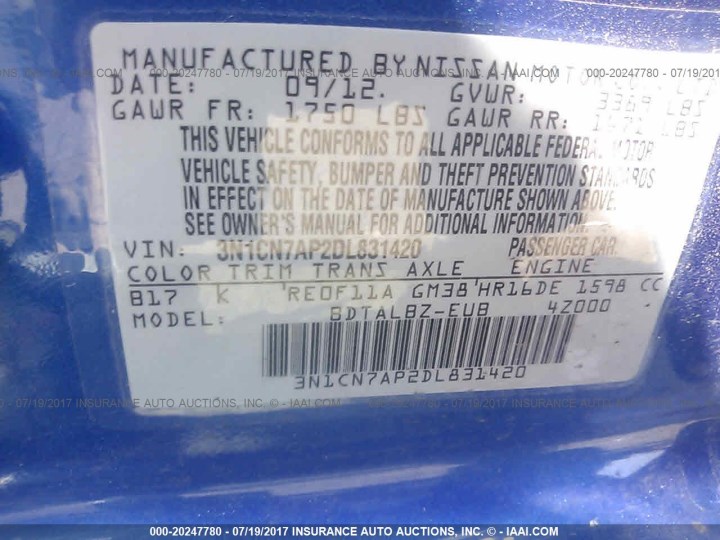 MANUFACTURED BY NISSAN MOTOR CO., LTD.
DATE: 09/12. GVWR: 3369 LBS
GAWR FR: 1750 LBS GAWR RR: 1671 LBS
THIS VEHICLE CONFORMS TO ALL APPLICABLE FEDERAL MOTOR
VEHICLE SAFETY, BUMPER AND THEFT PREVENTION STANDARDS
IN EFFECT ON THE DATE OF MANUFACTURE SHOWN ABOVE.
SEE OWNER'S MANUAL FOR ADDITIONAL INFORMATION.
VIN: 3N1CN7AP2DL831420 PASSENGER CAR
COLOR TRIM TRANS AXLE ENGINE
B17 K RE0F11A GM38 HR16DE 1598 CC
MODEL: BDTALBZ-EUB 4Z000
3N1CN7AP2DL831420
000-20247780 - 07/19/2017 INSURANCE AUTO AUCTIONS, INC. - © IAAI.COM